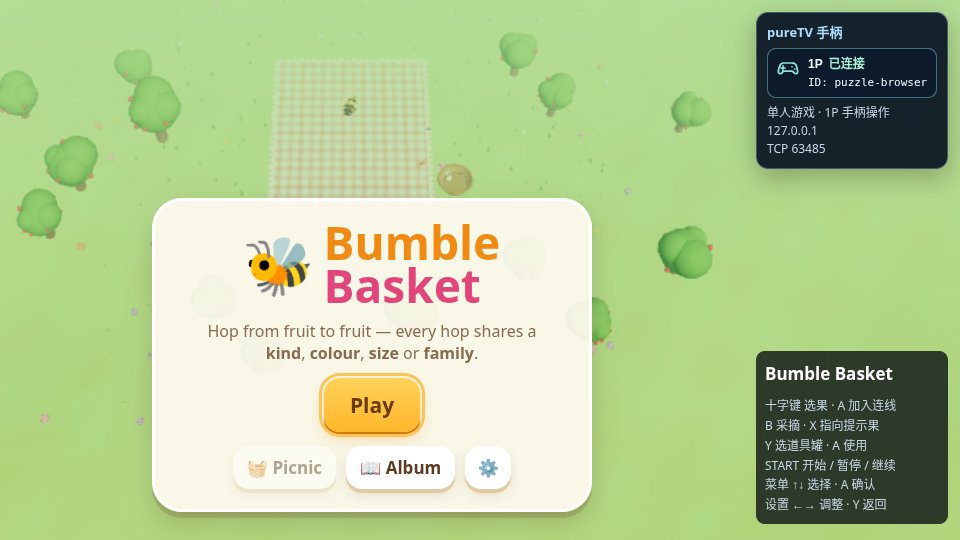 Bumble
Basket
Hop from fruit to fruit — every hop shares a
kind, colour, size or family.
Play
Picnic
Album
pureTV 手柄
1P 已连接
ID: puzzle-browser
单人游戏 · 1P 手柄操作
127.0.0.1
TCP 63485
Bumble Basket
十字键 选果 · A 加入连线
B 采摘 · X 指向提示果
Y 选道具罐 · A 使用
START 开始 / 暂停 / 继续
菜单 ↑↓ 选择 · A 确认
设置 ←→ 调整 · Y 返回